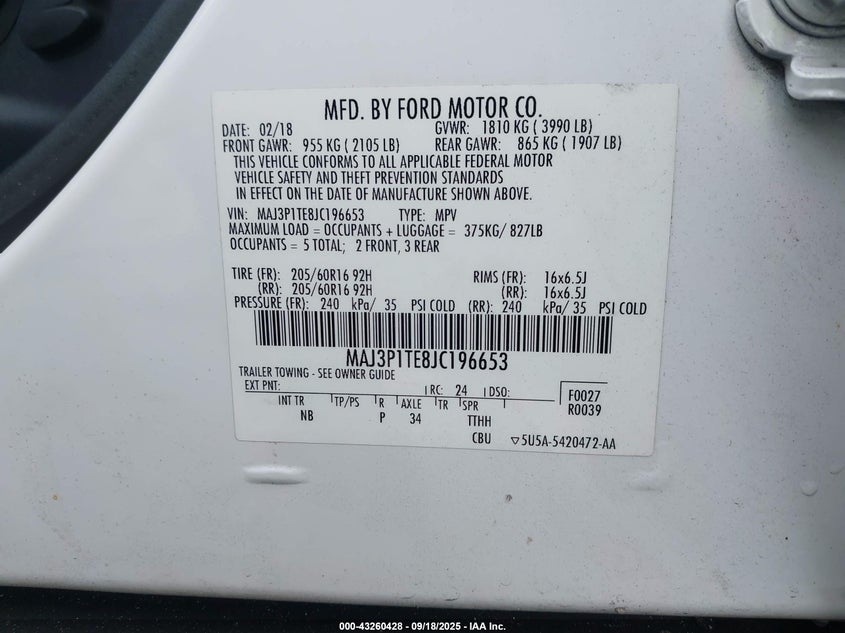 MFD. BY FORD MOTOR CO.
DATE: 02/18 GVWR: 1810 KG ( 3990 LB)
FRONT GAWR: 955 KG ( 2105 LB) REAR GAWR: 865 KG ( 1907 LB)
THIS VEHICLE CONFORMS TO ALL APPLICABLE FEDERAL MOTOR
VEHICLE SAFETY AND THEFT PREVENTION STANDARDS
IN EFFECT ON THE DATE OF MANUFACTURE SHOWN ABOVE.
VIN: MAJ3P1TE8JC196653 TYPE: MPV
MAXIMUM LOAD = OCCUPANTS + LUGGAGE = 375KG/ 827LB
OCCUPANTS = 5 TOTAL; 2 FRONT, 3 REAR
TIRE (FR): 205/60R16 92H RIMS (FR): 16x6.5J
(RR): 205/60R16 92H (RR): 16x6.5J
PRESSURE (FR): 240 kPa/ 35 PSI COLD (RR): 240 kPa/ 35 PSI COLD
MAJ3P1TE8JC196653
TRAILER TOWING - SEE OWNER GUIDE
EXT PNT: RC: 24 DSO: F0027
INT TR TP/PS R AXLE TR SPR R0039
NB P 34 TTHH
CBU 5U5A-5420472-AA
000-43260428 - 09/18/2025 - IAA Inc.